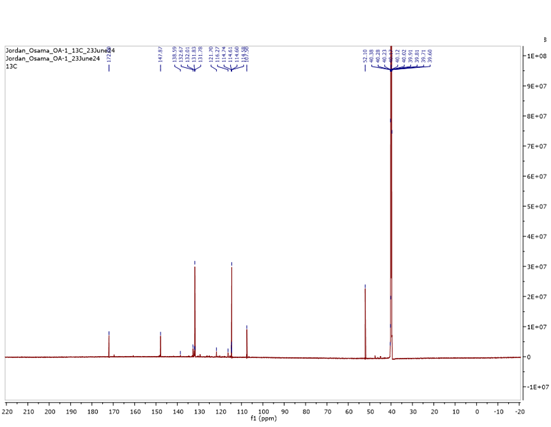 Jordan_Osama_OA-1_13C_23June24
Jordan_Osama_OA-1_23June24
13C
147.87
138.59
132.67
132.01
131.83
131.78
121.70
116.27
114.74
114.61
114.60
52.10
40.38
40.28
40.23
40.12
40.02
39.91
39.81
39.71
39.60
1E+08
9E+07
8E+07
7E+07
6E+07
5E+07
4E+07
3E+07
2E+07
1E+07
0
-1E+07
220 210 200 190 180 170 160 150 140 130 120 110 100 90 80 70 60 50 40 30 20 10 0 -10 -20
f1 (ppm)